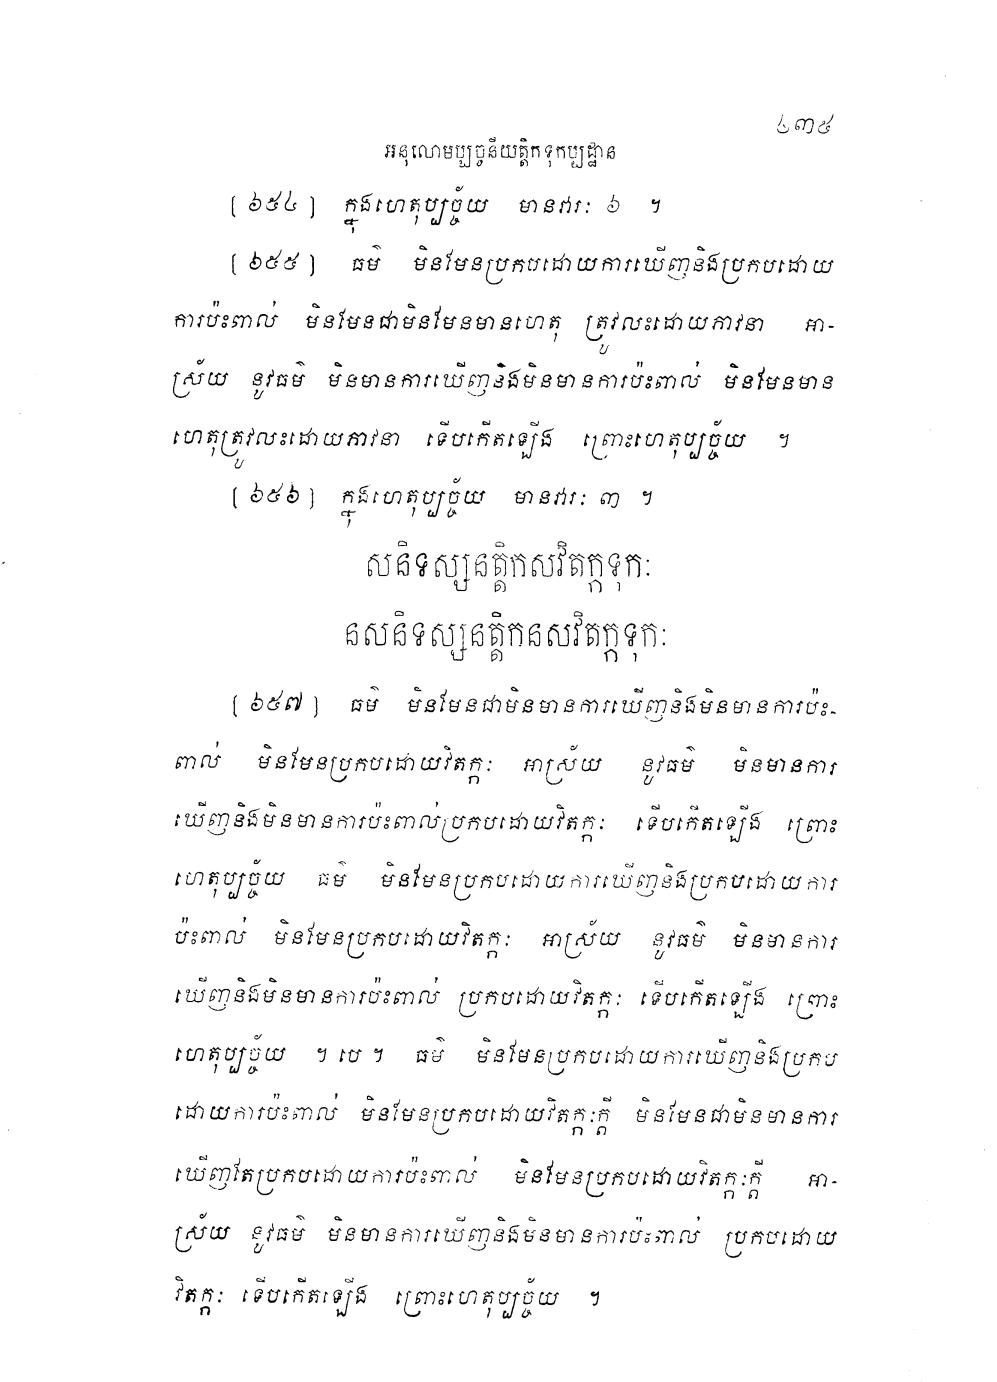 ៤៣៥
អនុលោមប្បច្ចនីយត្តិកទុកប្បដ្ឋាន
[ ៦៥៤ ] ក្នុងហេតុប្បច្ច័យ មានវារៈ ៦ ។
[ ៦៥៥ ] ធម៌ មិនមែនប្រកបដោយការឃើញនិងប្រកបដោយ
ការប៉ះពាល់ មិនមែនជាមិនមែនមានហេតុ ត្រូវលះដោយភាវនា អា-
ស្រ័យ នូវធម៌ មិនមានការឃើញនិងមិនមានការប៉ះពាល់ មិនមែនមាន
ហេតុត្រូវលះដោយភាវនា ទើបកើតឡើង ព្រោះហេតុប្បច្ច័យ ។
[ ៦៥៦ ] ក្នុងហេតុប្បច្ច័យ មានវារៈ ៣ ។
សនិទស្សនត្តិកសវិតក្កទុកៈ
នសនិទស្សនត្តិកនសវិតក្កទុកៈ
[ ៦៥៧ ] ធម៌ មិនមែនជាមិនមានការឃើញនិងមិនមានការប៉ះ-
ពាល់ មិនមែនប្រកបដោយវិតក្កៈ អាស្រ័យ នូវធម៌ មិនមានការ
ឃើញនិងមិនមានការប៉ះពាល់ប្រកបដោយវិតក្កៈ ទើបកើតឡើង ព្រោះ
ហេតុប្បច្ច័យ ធម៌ មិនមែនប្រកបដោយការឃើញនិងប្រកបដោយការ
ប៉ះពាល់ មិនមែនប្រកបដោយវិតក្កៈ អាស្រ័យ នូវធម៌ មិនមានការ
ឃើញនិងមិនមានការប៉ះពាល់ ប្រកបដោយវិតក្កៈ ទើបកើតឡើង ព្រោះ
ហេតុប្បច្ច័យ ។ បេ ។ ធម៌ មិនមែនប្រកបដោយការឃើញនិងប្រកប
ដោយការប៉ះពាល់ មិនមែនប្រកបដោយវិតក្កៈក្តី មិនមែនជាមិនមានការ
ឃើញតែប្រកបដោយការប៉ះពាល់ មិនមែនប្រកបដោយវិតក្កៈក្តី អា-
ស្រ័យ នូវធម៌ មិនមានការឃើញនិងមិនមានការប៉ះពាល់ ប្រកបដោយ
វិតក្កៈ ទើបកើតឡើង ព្រោះហេតុប្បច្ច័យ ។